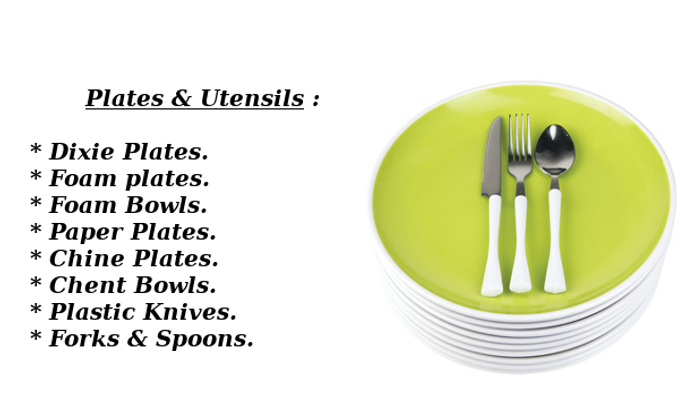 Plates & Utensils :
* Dixie Plates.
* Foam plates.
* Foam Bowls.
* Paper Plates.
* Chine Plates.
* Chent Bowls.
* Plastic Knives.
* Forks & Spoons.